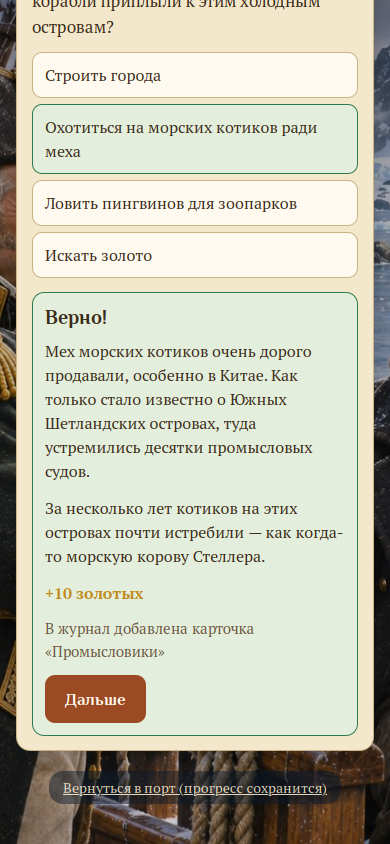 корабли приплыли к этим холодным
островам?
Строить города
Охотиться на морских котиков ради
меха
Ловить пингвинов для зоопарков
Искать золото
Верно!
Мех морских котиков очень дорого
продавали, особенно в Китае. Как
только стало известно о Южных
Шетландских островах, туда
устремились десятки промысловых
судов.
За несколько лет котиков на этих
островах почти истребили — как когда-
то морскую корову Стеллера.
+10 золотых
В журнал добавлена карточка
«Промысловики»
Дальше
Вернуться в порт (прогресс сохранится)